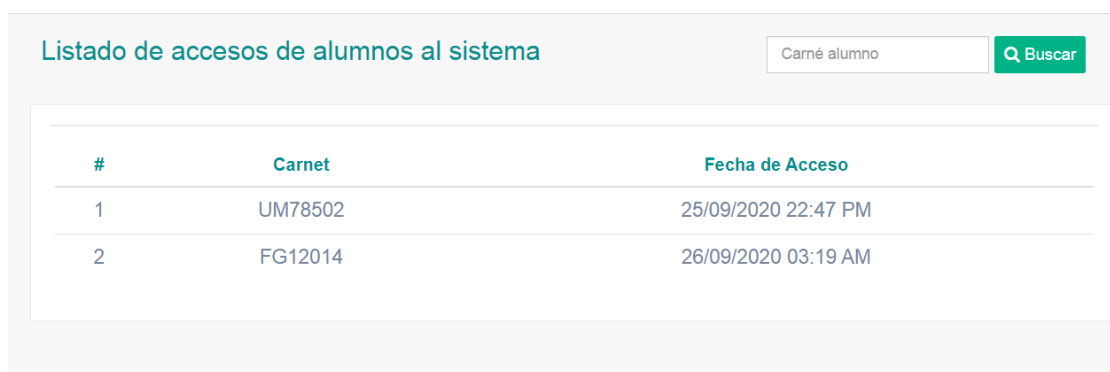 Listado de accesos de alumnos al sistema
Carné alumno
Buscar
# Carnet Fecha de Acceso
1 UM78502 25/09/2020 22:47 PM
2 FG12014 26/09/2020 03:19 AM